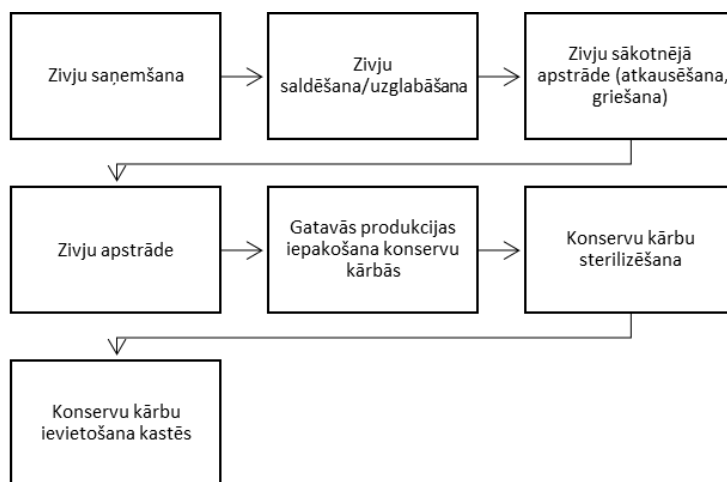 Zivju saņemšana
Zivju
saldēšana/uzglabāšana
Zivju sākotnējā
apstrāde (atkausēšana,
griešana)
Zivju apstrāde
Gatavās produkcijas
iepakošana konservu
kārbās
Konservu kārbu
sterilizēšana
Konservu kārbu
ievietošana kastēs